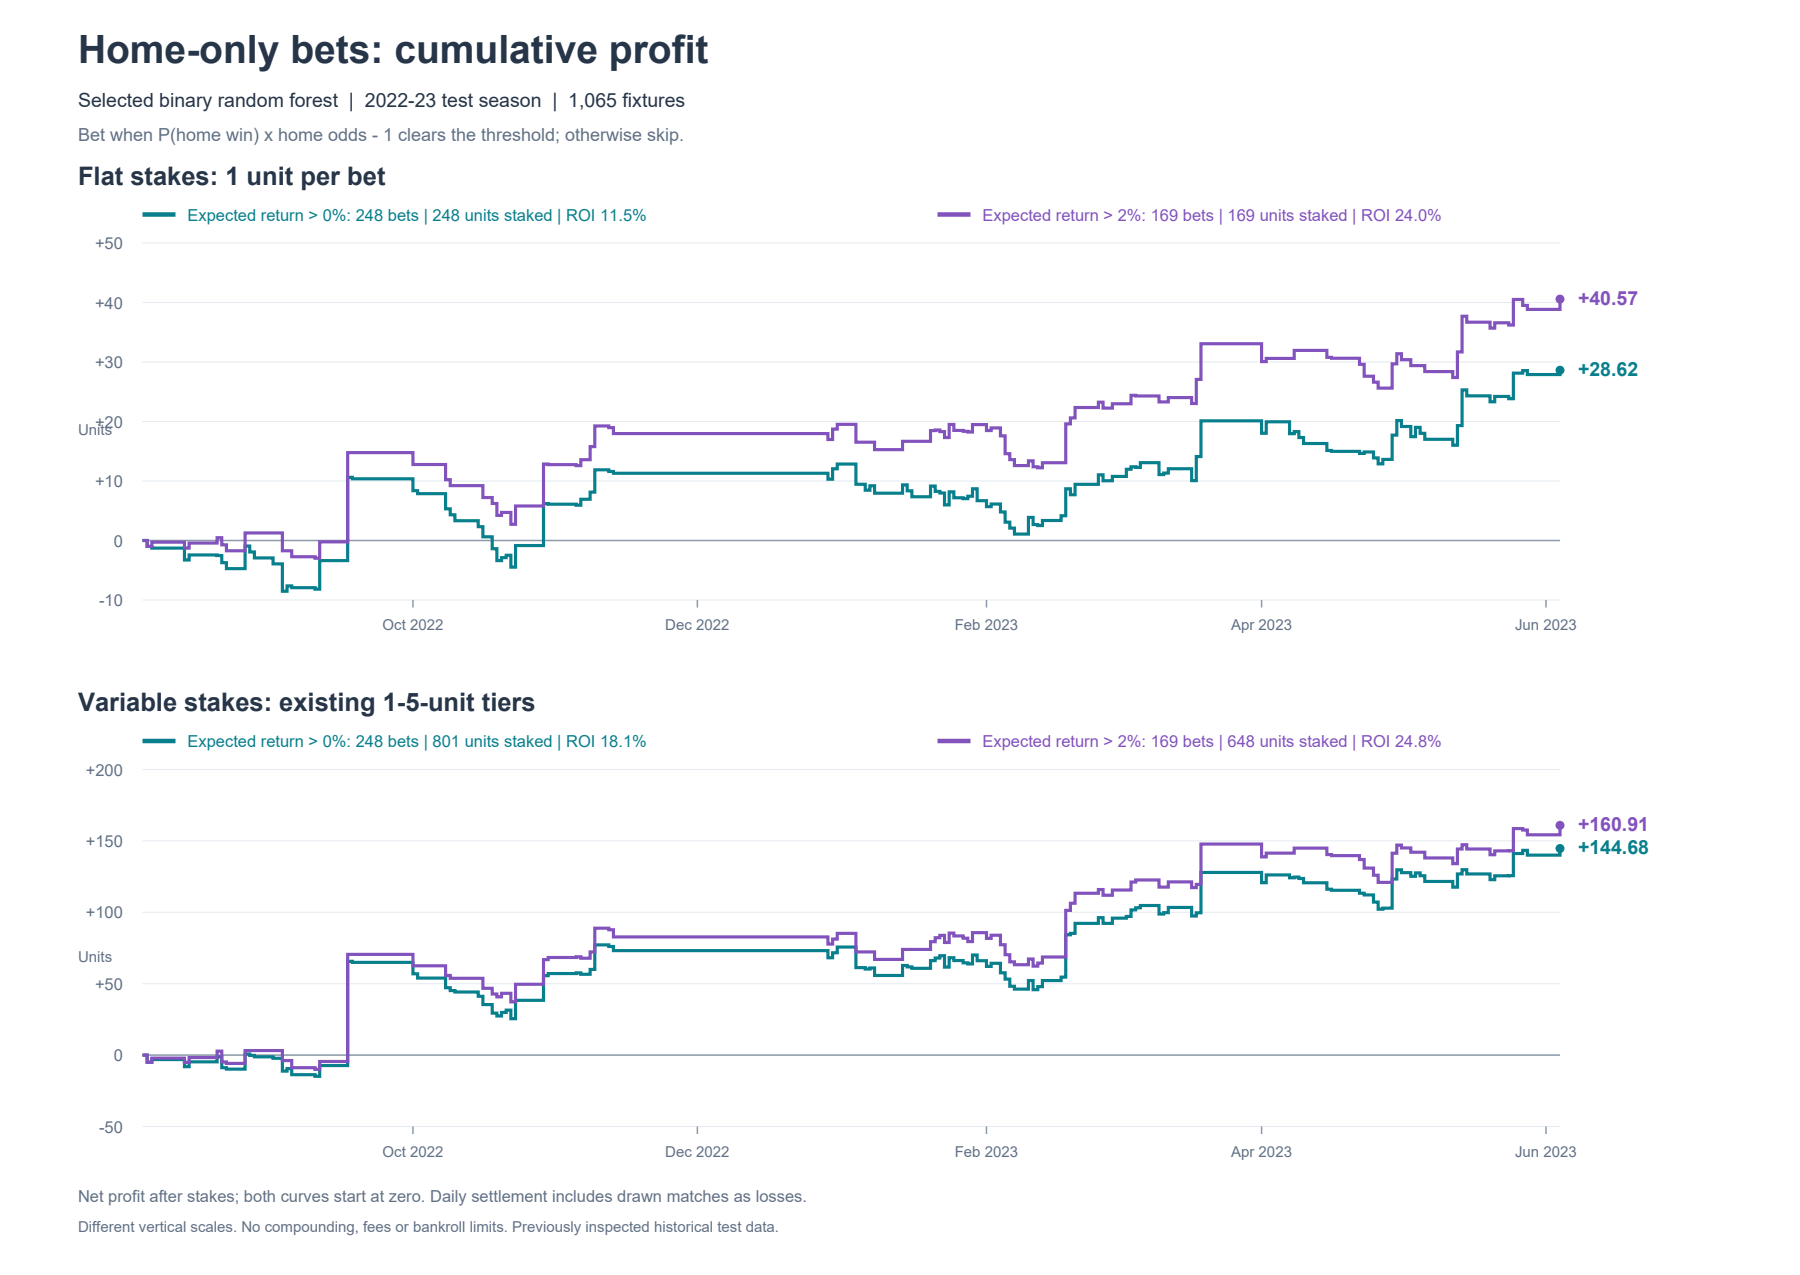 Home-only bets: cumulative profit
Selected binary random forest | 2022-23 test season | 1,065 fixtures
Bet when P(home win) x home odds - 1 clears the threshold; otherwise skip.
Flat stakes: 1 unit per bet
Expected return > 0%: 248 bets | 248 units staked | ROI 11.5%
Expected return > 2%: 169 bets | 169 units staked | ROI 24.0%
+50
+40
+40.57
+30
+28.62
+20
Units
+10
0
-10
Oct 2022
Dec 2022
Feb 2023
Apr 2023
Jun 2023
Variable stakes: existing 1-5-unit tiers
Expected return > 0%: 248 bets | 801 units staked | ROI 18.1%
Expected return > 2%: 169 bets | 648 units staked | ROI 24.8%
+200
+160.91
+150
+144.68
+100
Units
+50
0
-50
Oct 2022
Dec 2022
Feb 2023
Apr 2023
Jun 2023
Net profit after stakes; both curves start at zero. Daily settlement includes drawn matches as losses.
Different vertical scales. No compounding, fees or bankroll limits. Previously inspected historical test data.